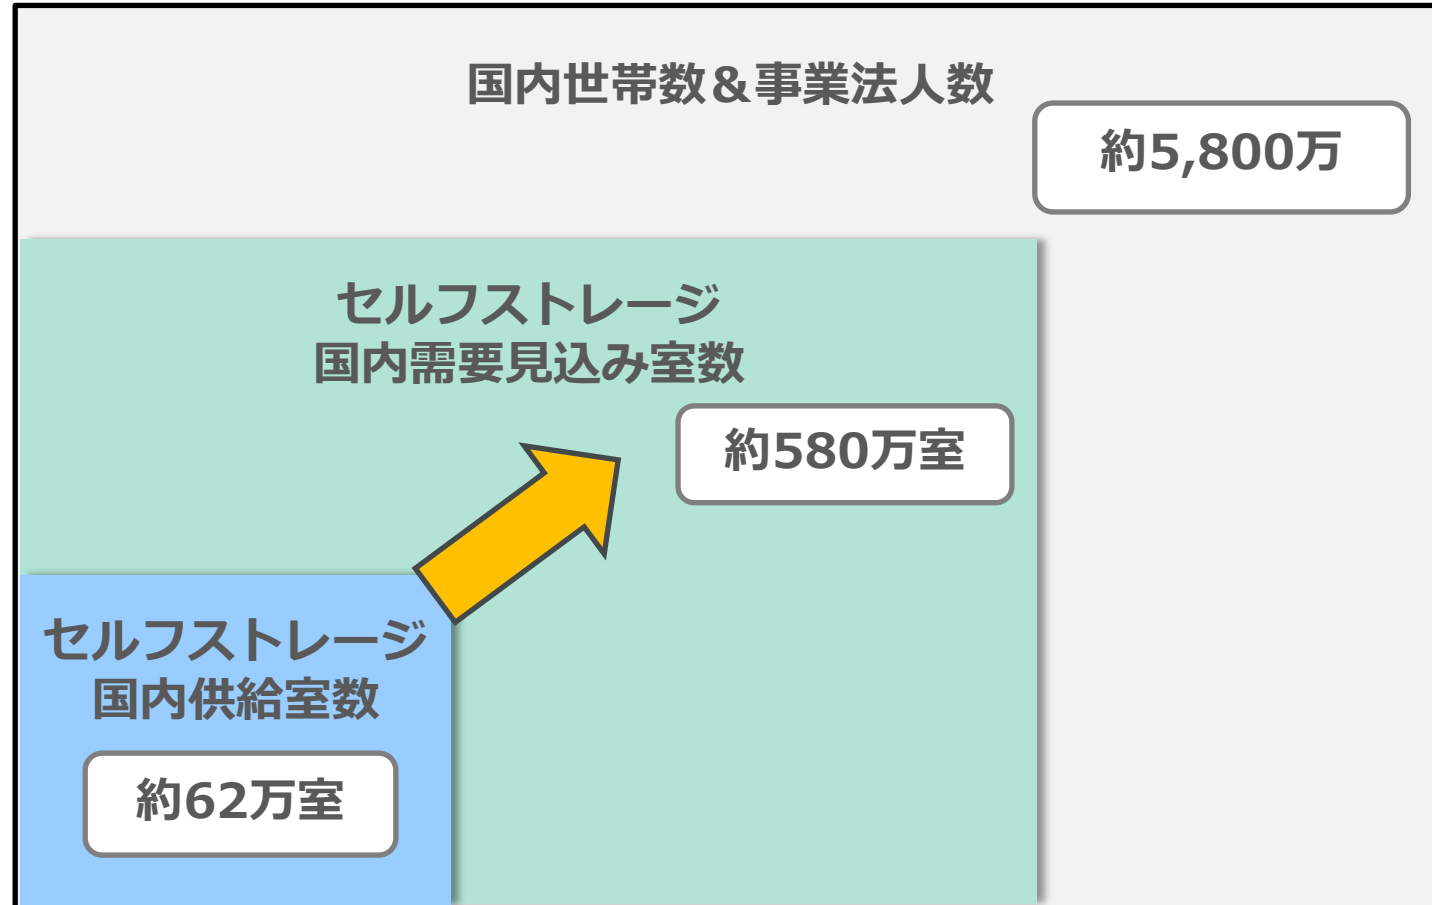 国内世帯数＆事業法人数
約5,800万
セルフストレージ
国内需要見込み室数
約580万室
セルフストレージ
国内供給室数
約62万室